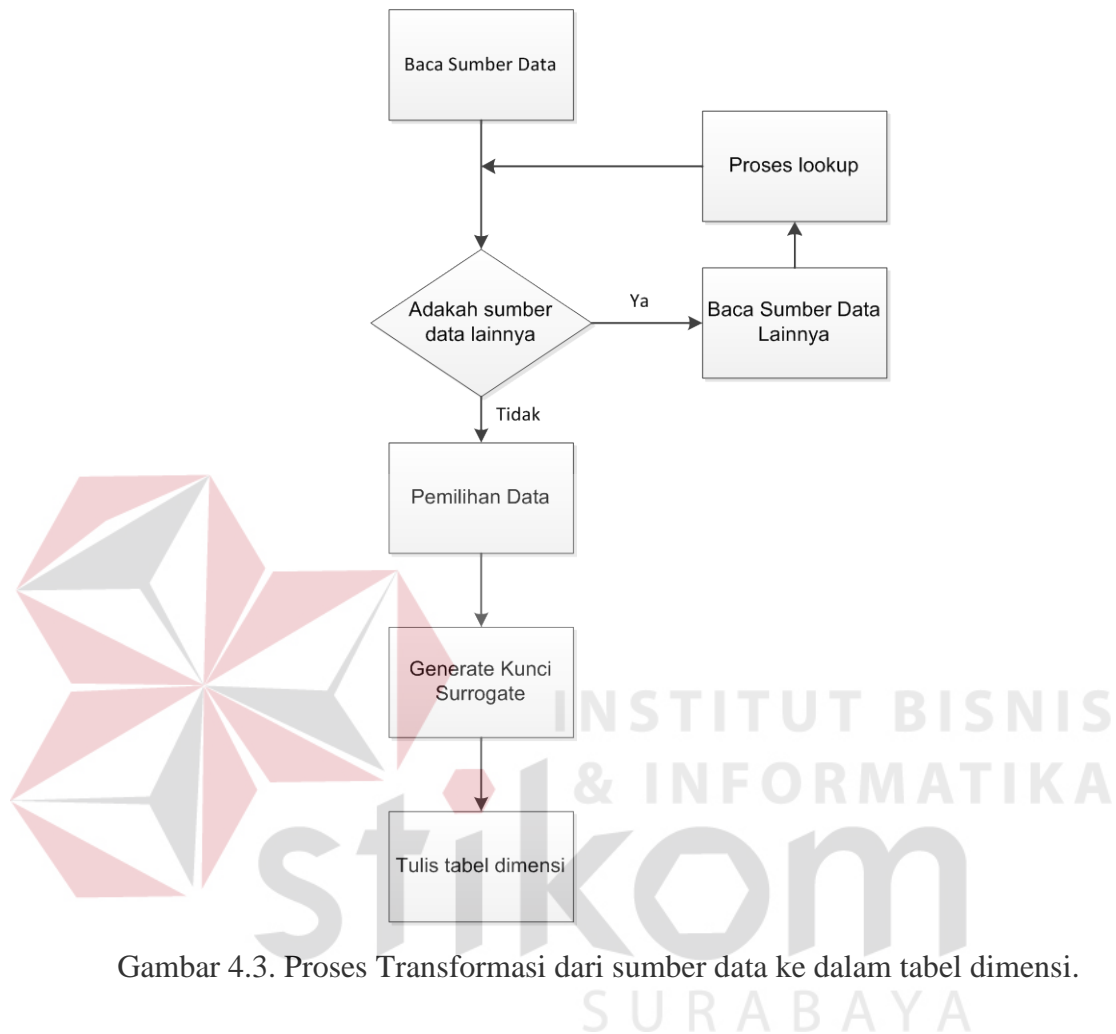 Baca Sumber Data
Proses lookup
Adakah sumber
data lainnya
Ya
Baca Sumber Data
Lainnya
Tidak
Pemilihan Data
Generate Kunci
Surrogate
INSTITUT BISNIS
& INFORMATIKA
stikom
Tulis tabel dimensi
Gambar 4.3. Proses Transformasi dari sumber data ke dalam tabel dimensi.
SURABAYA